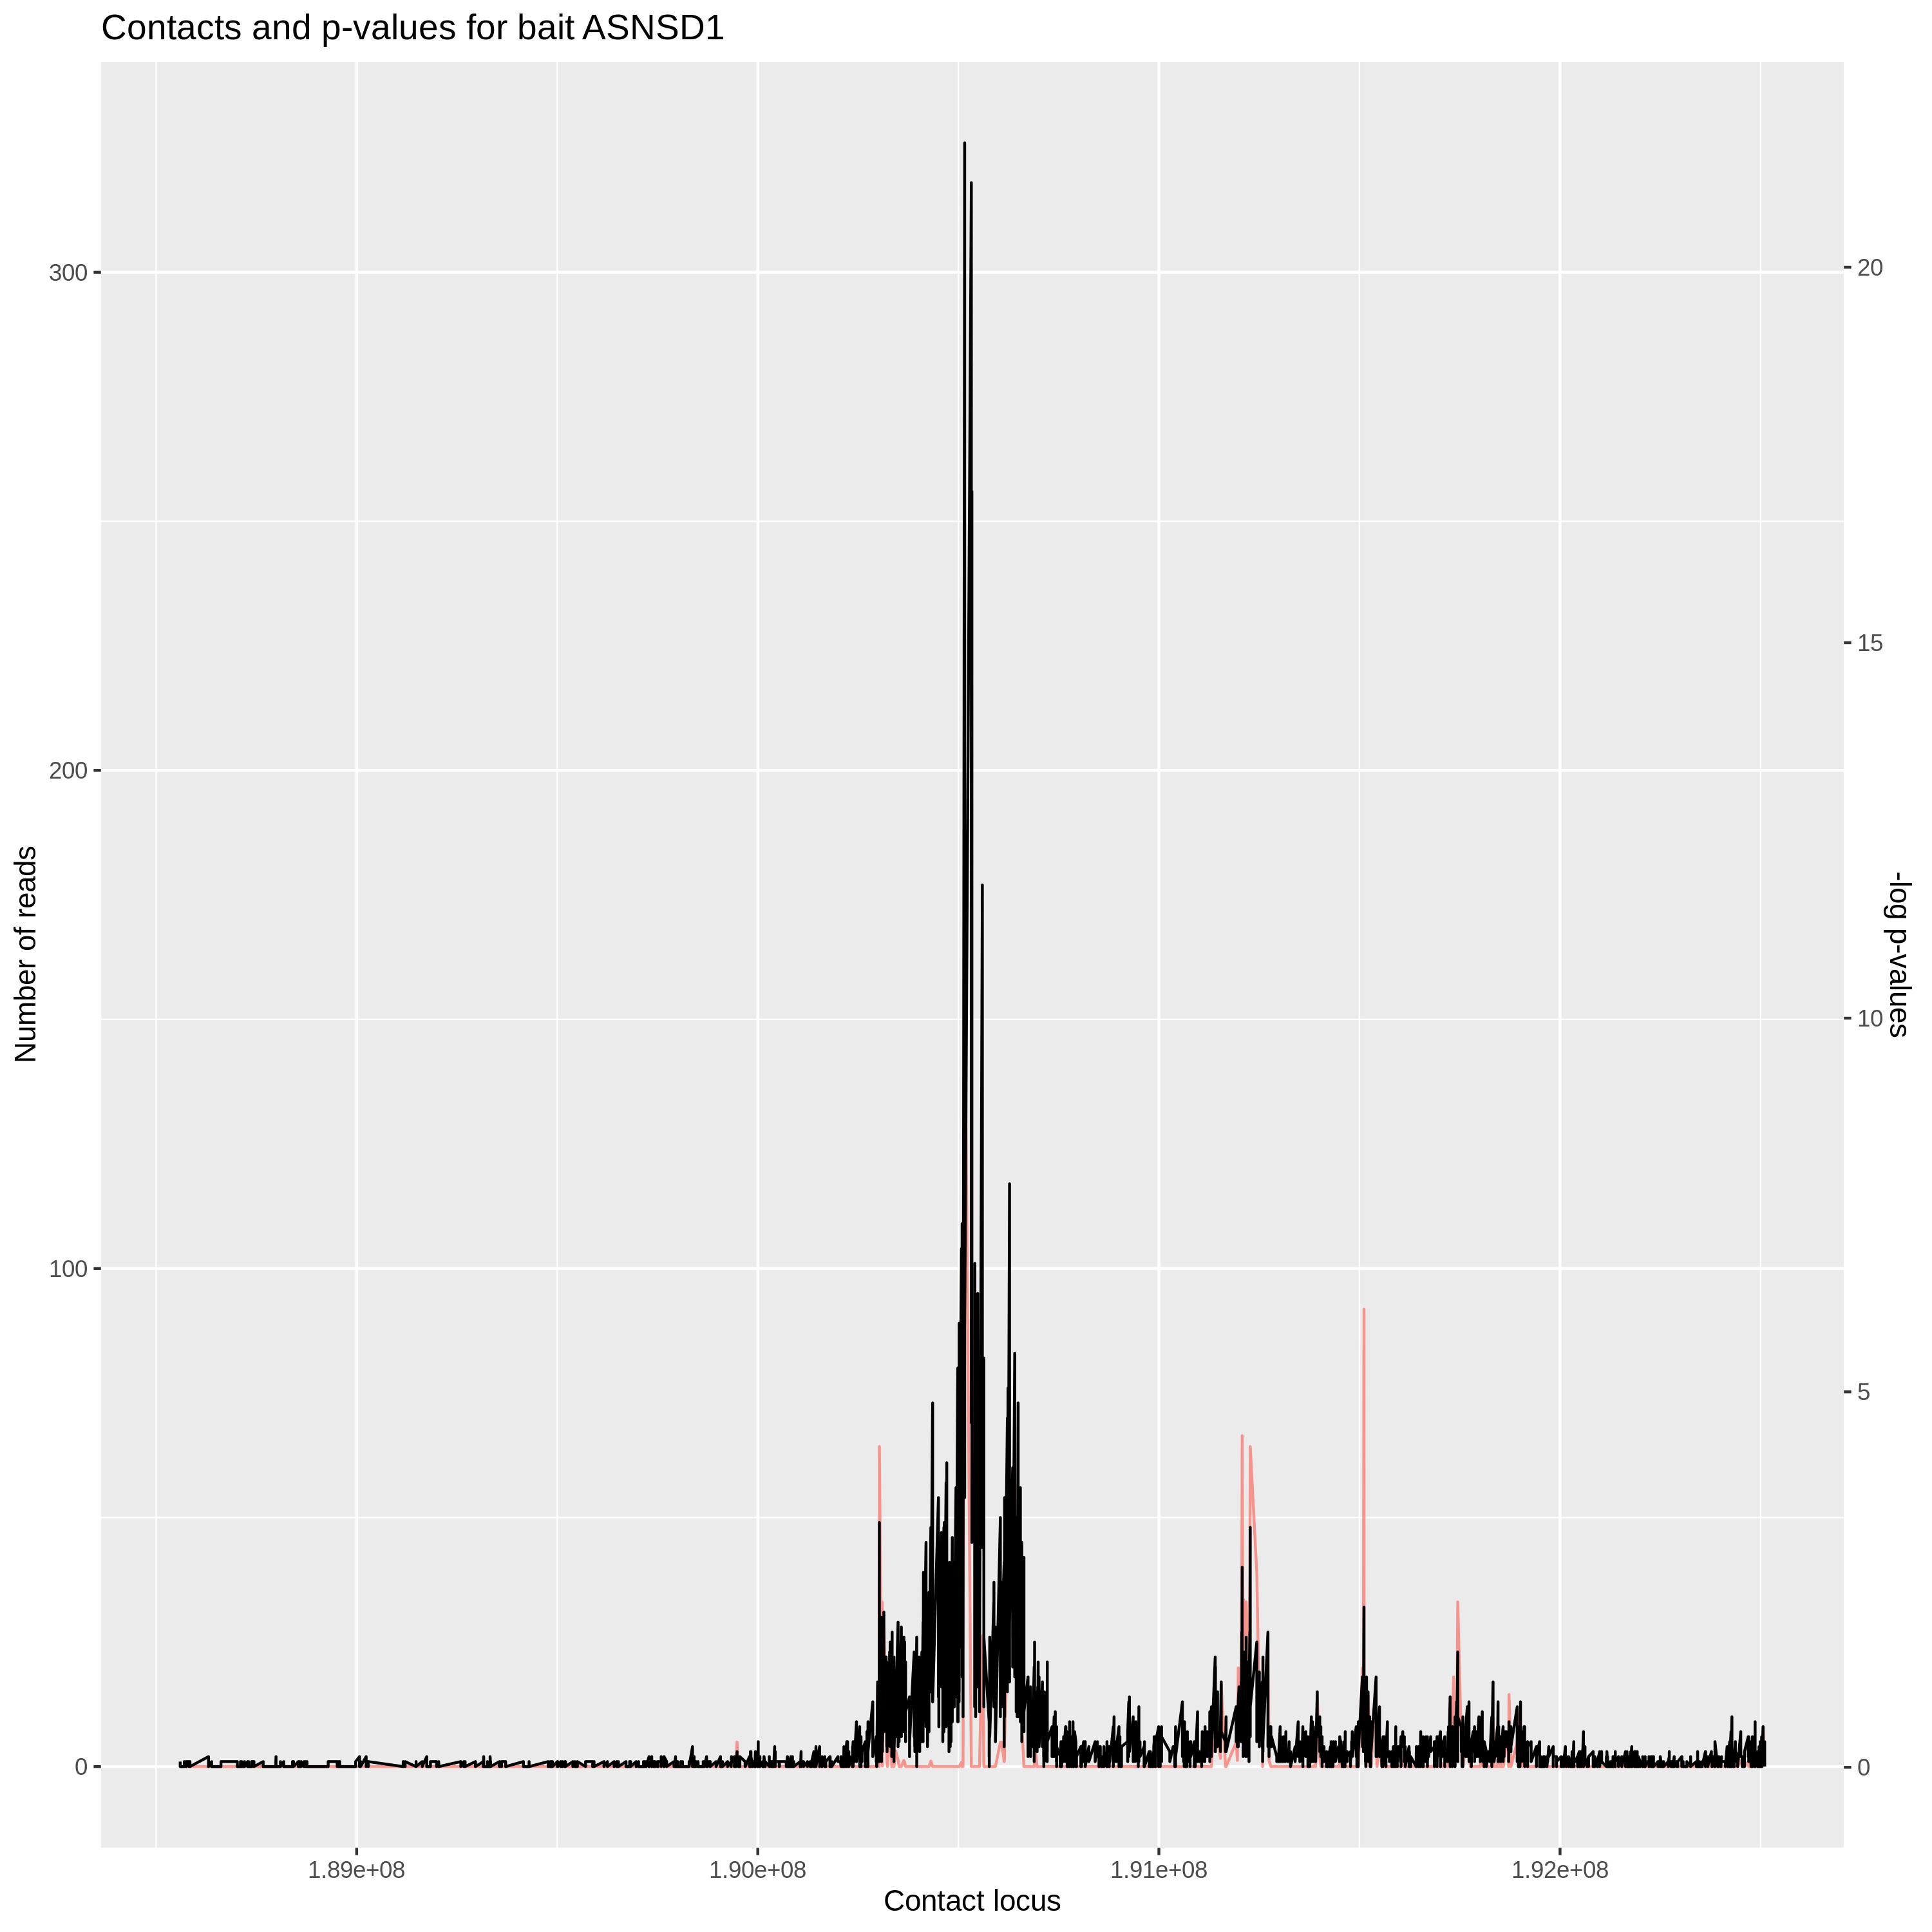 Contacts and p-values for bait ASNSD1
300
200
100
0
20
15
10
5
0
Number of reads
-log p-values
1.89e+08 1.90e+08 1.91e+08 1.92e+08
Contact locus